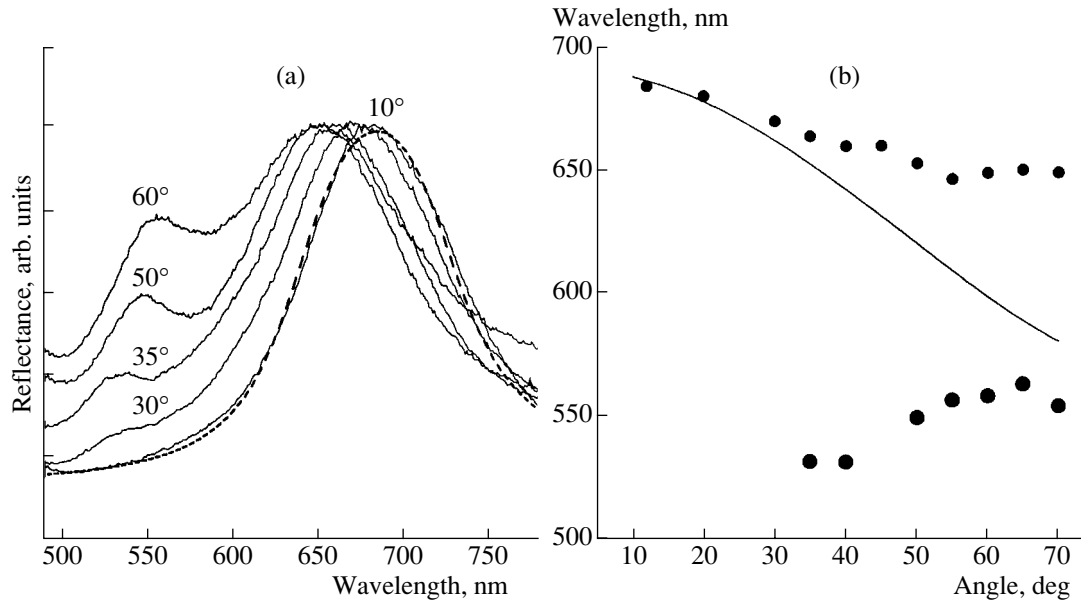 (a)
10°
60°
50°
35°
30°
Reflectance, arb. units
500 550 600 650 700 750
Wavelength, nm
Wavelength, nm
(b)
700
650
600
550
500
10 20 30 40 50 60 70
Angle, deg